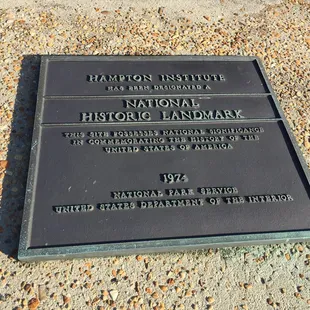 HAMPTON INSTITUTE
HAS BEEN DESIGNATED A
NATIONAL
HISTORIC LANDMARK
THIS SITE POSSESSES NATIONAL SIGNIFICANCE
IN COMMEMORATING THE HISTORY OF THE
UNITED STATES OF AMERICA
1974
NATIONAL PARK SERVICE
UNITED STATES DEPARTMENT OF THE INTERIOR